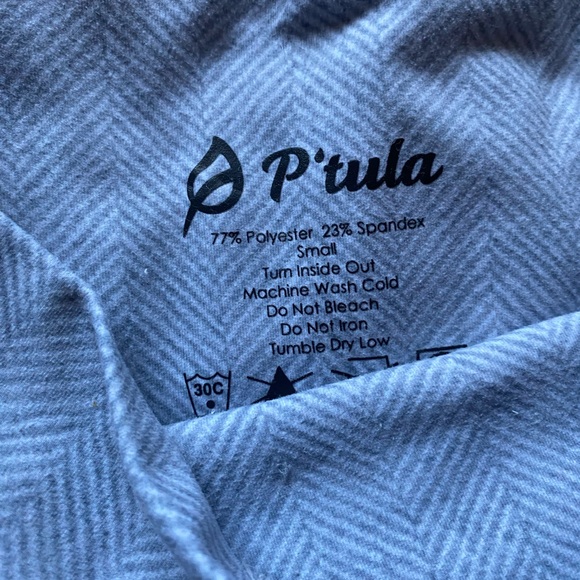 P'tula
77% Polyester 23% Spandex
Small
Turn Inside Out
Machine Wash Cold
Do Not Bleach
Do Not Iron
Tumble Dry Low
30C